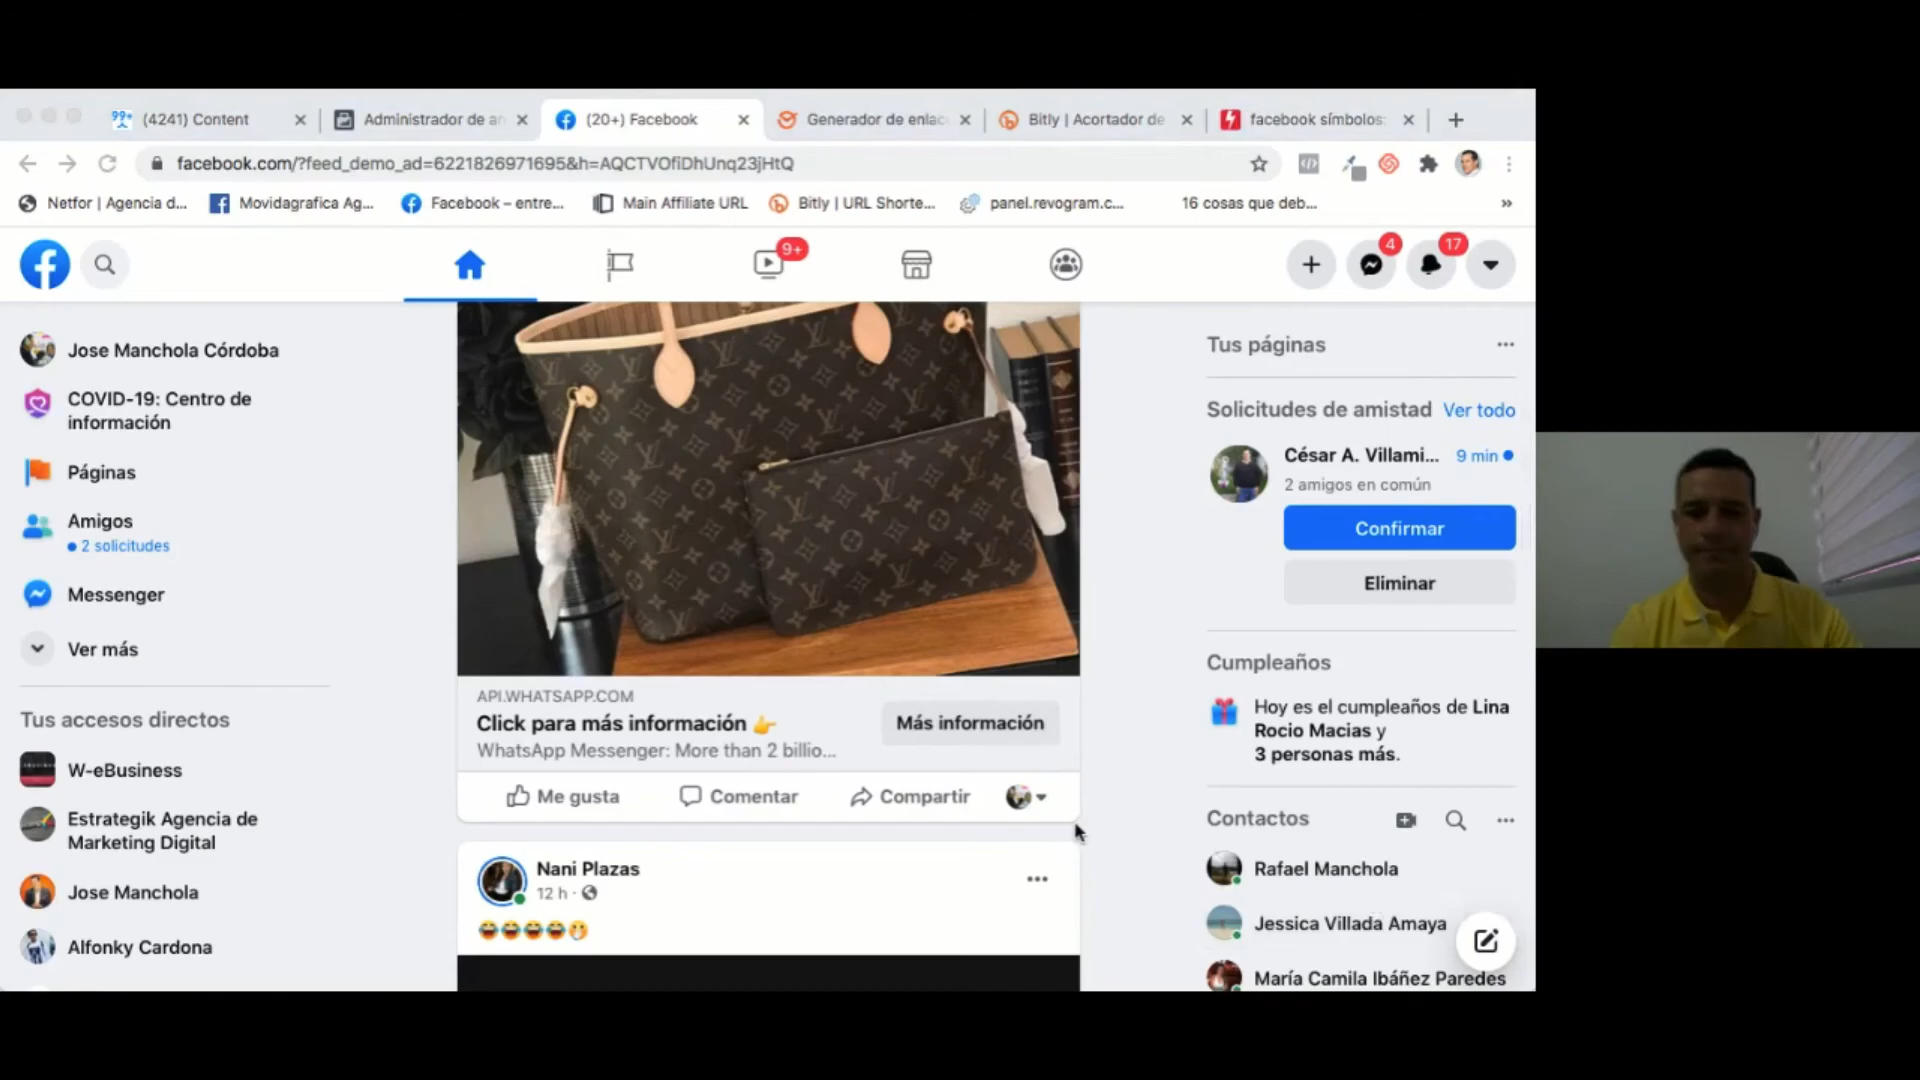 (4241) Content
Administrador de an
(20+) Facebook
Generador de enlac
Bitly | Acortador de
facebook símbolos:
facebook.com/?feed_demo_ad=6221826971695&h=AQCTVOfiDhUnq23jHtQ
Netfor | Agencia d...
Movidagrafica Ag...
Facebook – entre...
Main Affiliate URL
Bitly | URL Shorte...
panel.revogram.c...
16 cosas que deb...
»
9+
4
17
Jose Manchola Córdoba
COVID-19: Centro de
información
Páginas
Amigos
2 solicitudes
Messenger
Ver más
Tus accesos directos
W-eBusiness
Estrategik Agencia de
Marketing Digital
Jose Manchola
Alfonky Cardona
API.WHATSAPP.COM
Click para más información 👉
WhatsApp Messenger: More than 2 billio...
Más información
Me gusta
Comentar
Compartir
Nani Plazas
12 h ·
😂😂😂😂🤭
Tus páginas
Solicitudes de amistad
Ver todo
César A. Villami...
9 min
2 amigos en común
Confirmar
Eliminar
Cumpleaños
Hoy es el cumpleaños de Lina
Rocio Macias y
3 personas más.
Contactos
Rafael Manchola
Jessica Villada Amaya
María Camila Ibáñez Paredes